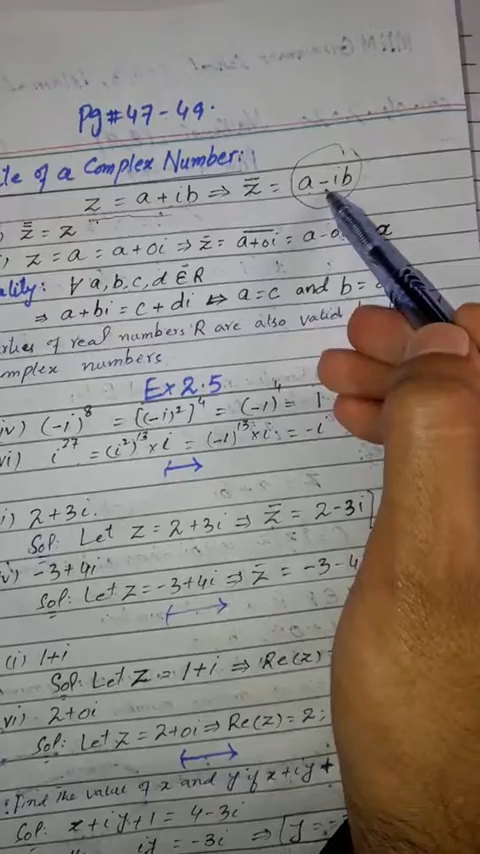 Pg#47-49.
te of a Complex Number:
z = a + ib ⇒ z̄ = a - ib
z̿ = z
z = a = a+0i ⇒ z̄ = \overline{a+0i} = a-0
ality: ∀ a,b,c,d ∈ R
⇒ a+bi = c+di ⇔ a=c and b=
rties of real numbers R are also valid
mplex numbers
Ex 2.5
iv) (-i)^8 = [(-i)^2]^4 = (-1)^4 = 1
vi) i^27 = (i^2)^13 × i = (-1)^13 × i = -i
i) 2+3i.
Sol: Let z = 2+3i ⇒ z̄ = 2-3i
v) -3+4i
Sol: Let z = -3+4i ⇒ z̄ = -3-4
(i) 1+i
Sol: Let z = 1+i ⇒ Re(z)=
vi) 2+0i
Sol: Let z = 2+0i ⇒ Re(z) = 2;
: Find the value of x and y if x+iy+
Sol: x+iy+1 = 4-3i
iy = -3i ⇒ [y = -